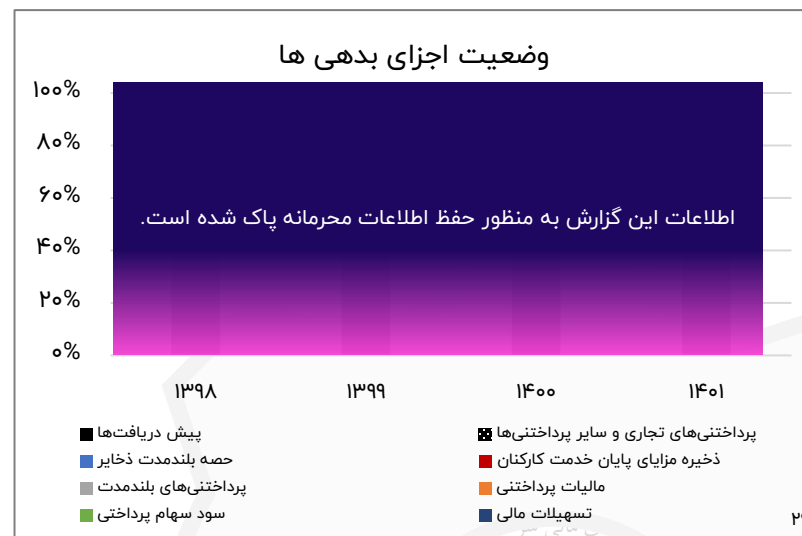 وضعیت اجزای بدهی ها
۱۰۰%
۸۰%
۶۰%
۴۰%
۲۰%
۰%
اطلاعات این گزارش به منظور حفظ اطلاعات محرمانه پاک شده است.
۱۳۹۸ ۱۳۹۹ ۱۴۰۰ ۱۴۰۱
پرداختنی‌های تجاری و سایر پرداختنی‌ها پیش دریافت‌ها
ذخیره مزایای پایان خدمت کارکنان حصه بلندمدت ذخایر
مالیات پرداختنی پرداختنی‌های بلندمدت
تسهیلات مالی سود سهام پرداختی